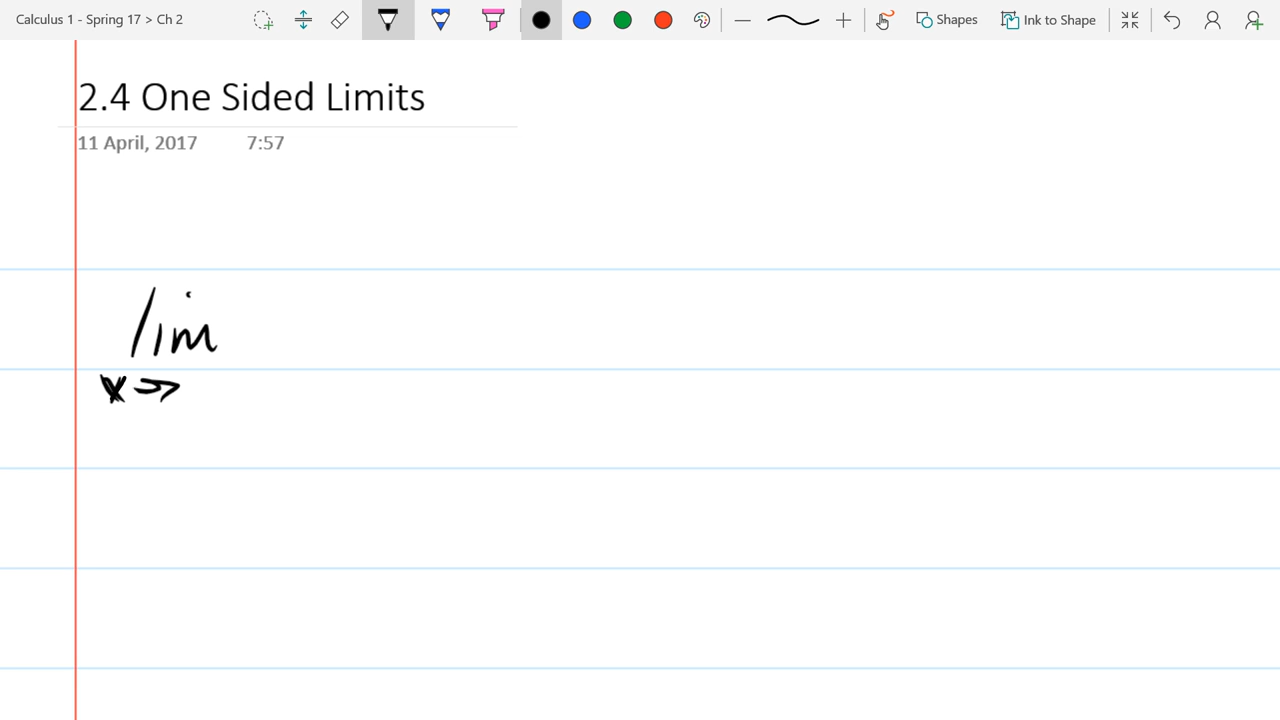 Calculus 1 - Spring 17 > Ch 2
Shapes
Ink to Shape
2.4 One Sided Limits
11 April, 2017 7:57
lim
x →